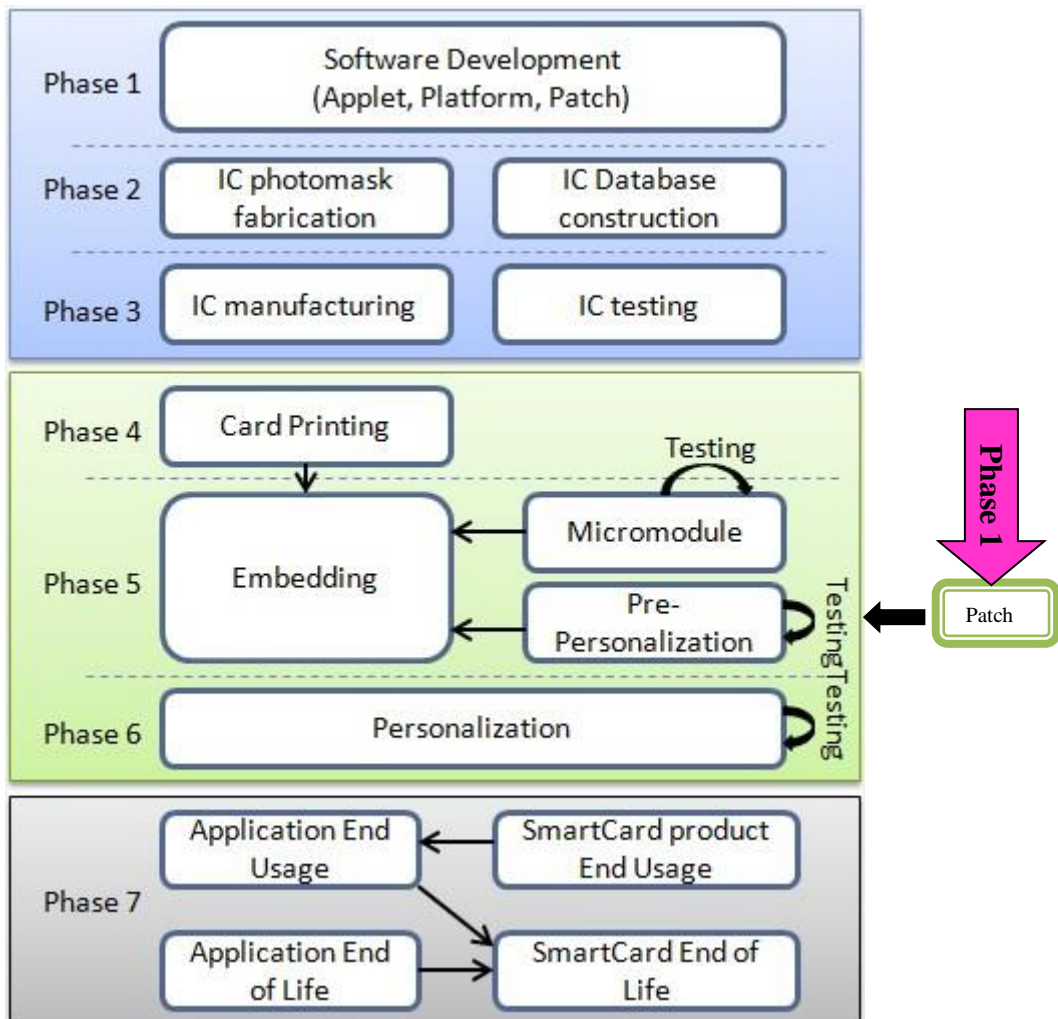 Phase 1
Software Development
(Applet, Platform, Patch)
Phase 2
IC photomask
fabrication
IC Database
construction
Phase 3
IC manufacturing
IC testing
Phase 4
Card Printing
Testing
Phase 5
Embedding
Micromodule
Pre-
Personalization
Testing
Phase 1
Patch
Phase 6
Personalization
Testing
Phase 7
Application End
Usage
SmartCard product
End Usage
Application End
of Life
SmartCard End of
Life